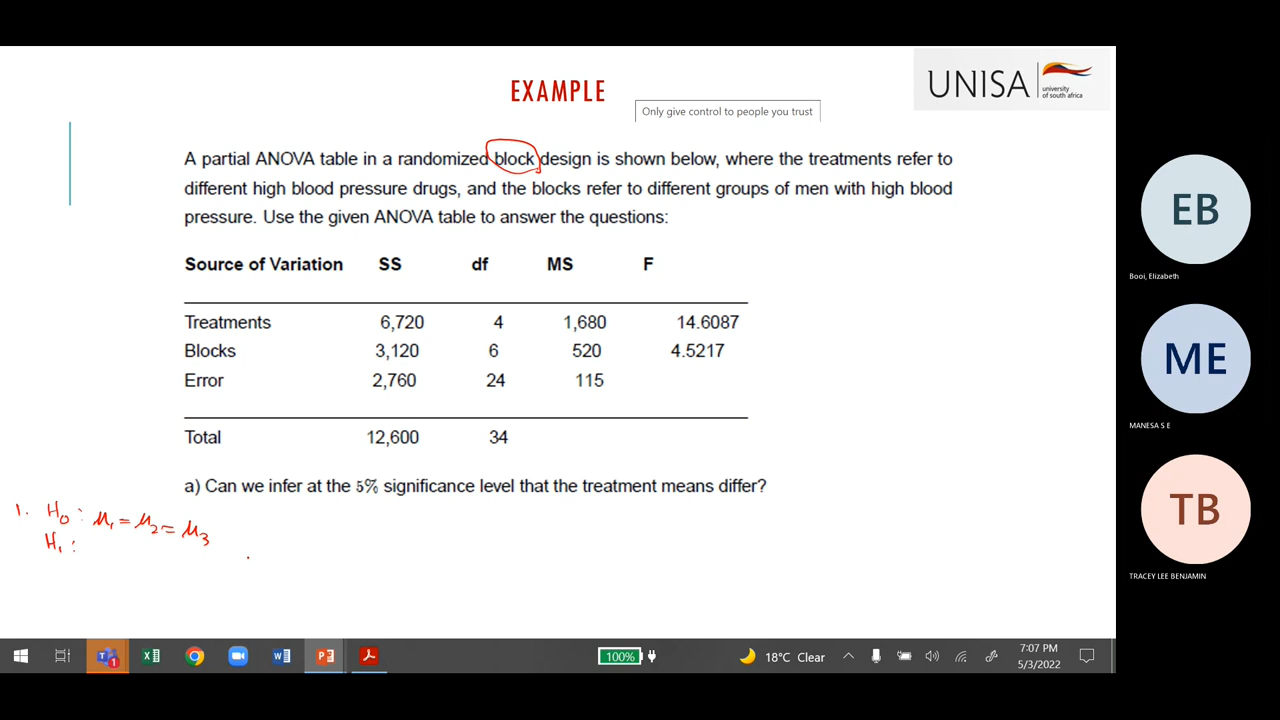 EXAMPLE
UNISA
university
of south africa
Only give control to people you trust
A partial ANOVA table in a randomized block design is shown below, where the treatments refer to
different high blood pressure drugs, and the blocks refer to different groups of men with high blood
pressure. Use the given ANOVA table to answer the questions:
Source of Variation SS df MS F
Treatments 6,720 4 1,680 14.6087
Blocks 3,120 6 520 4.5217
Error 2,760 24 115
Total 12,600 34
a) Can we infer at the 5% significance level that the treatment means differ?
1. H₀: μ₁ = μ₂ = μ₃
H₁:
EB
Booi, Elizabeth
ME
MANESA S E
TB
TRACEY LEE BENJAMIN
T 1
X
W
P
100%
18°C Clear
7:07 PM
5/3/2022